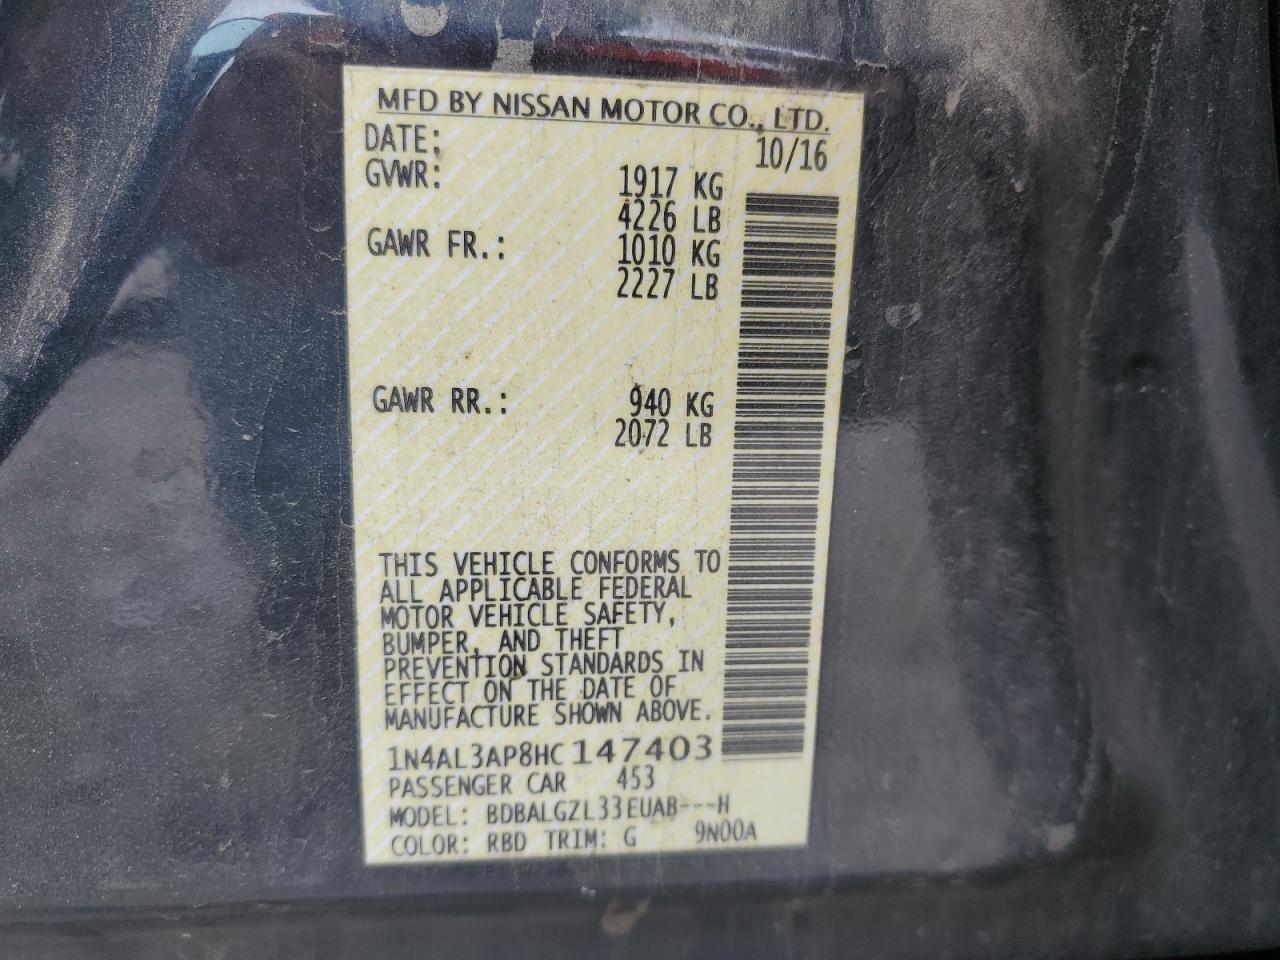 MFD BY NISSAN MOTOR CO., LTD.
DATE: 10/16
GVWR: 1917 KG
4226 LB
GAWR FR.: 1010 KG
2227 LB
GAWR RR.: 940 KG
2072 LB
THIS VEHICLE CONFORMS TO
ALL APPLICABLE FEDERAL
MOTOR VEHICLE SAFETY,
BUMPER, AND THEFT
PREVENTION STANDARDS IN
EFFECT ON THE DATE OF
MANUFACTURE SHOWN ABOVE.
1N4AL3AP8HC147403
PASSENGER CAR 453
MODEL: BDBALGZL33EUAB---H
COLOR: RBD TRIM: G 9N00A